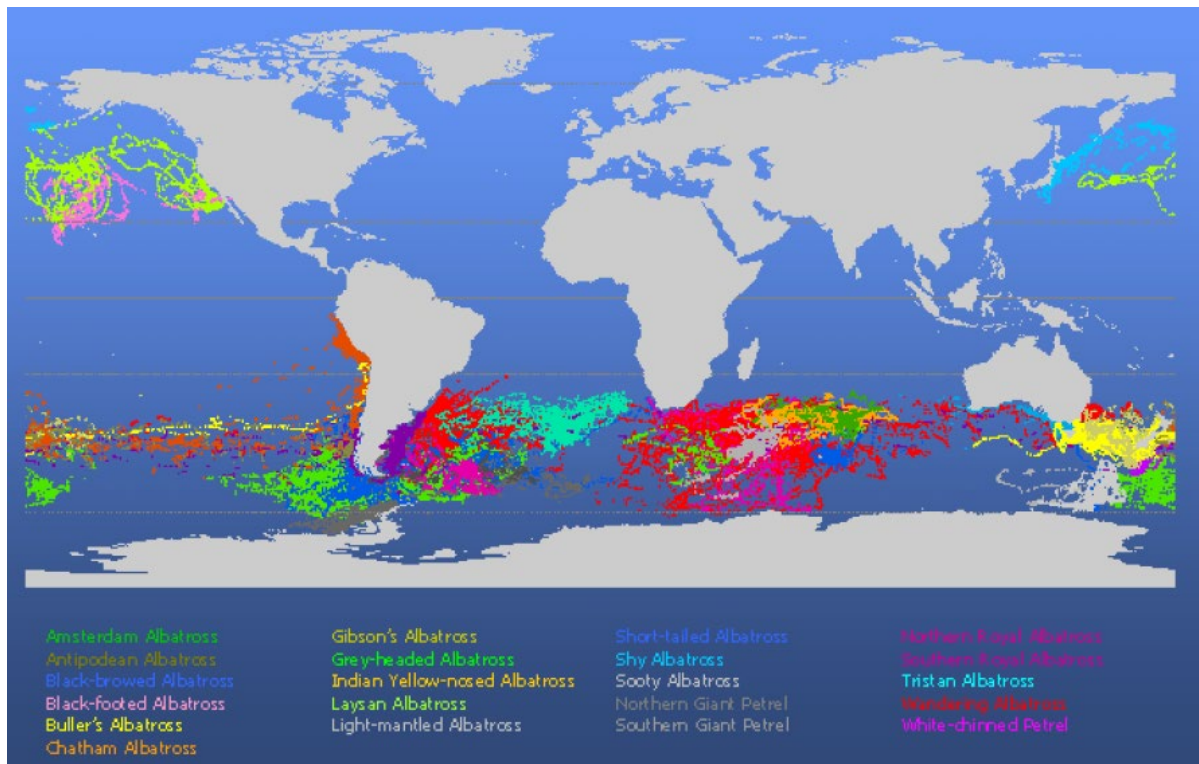 Amsterdam Albatross
Antipodean Albatross
Black-browed Albatross
Black-footed Albatross
Buller's Albatross
Chatham Albatross
Gibson's Albatross
Grey-headed Albatross
Indian Yellow-nosed Albatross
Laysan Albatross
Light-mantled Albatross
Short-tailed Albatross
Shy Albatross
Sooty Albatross
Northern Giant Petrel
Southern Giant Petrel
Northern Royal Albatross
Southern Royal Albatross
Tristan Albatross
Wandering Albatross
White-chinned Petrel